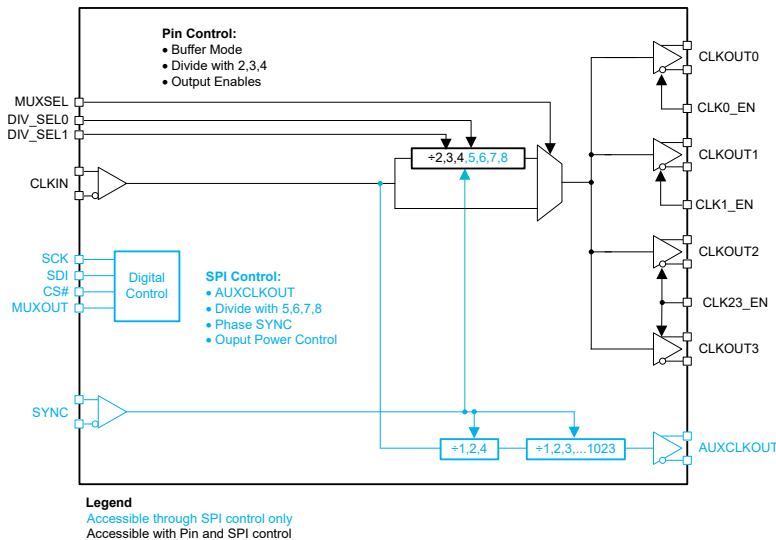 Pin Control:
• Buffer Mode
• Divide with 2,3,4
• Output Enables
CLKOUT0
MUXSEL
CLK0_EN
DIV_SEL0
DIV_SEL1
÷2,3,4,5,6,7,8
CLKOUT1
CLKIN
CLK1_EN
SCK
SDI
CS#
MUXOUT
Digital
Control
SPI Control:
• AUXCLKOUT
• Divide with 5,6,7,8
• Phase SYNC
• Ouput Power Control
CLKOUT2
CLK23_EN
CLKOUT3
SYNC
÷1,2,4
÷1,2,3,...1023
AUXCLKOUT
Legend
Accessible through SPI control only
Accessible with Pin and SPI control